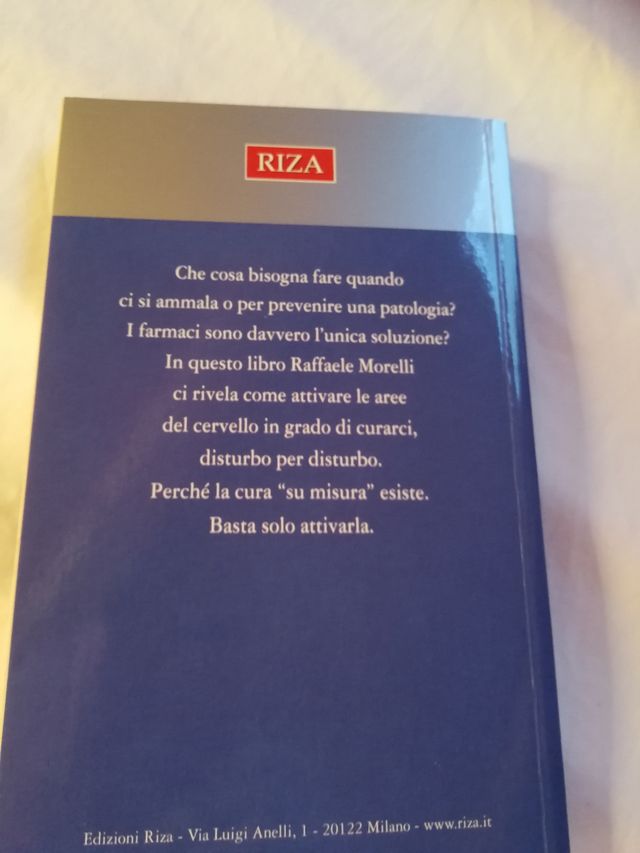 RIZA
Che cosa bisogna fare quando
ci si ammala o per prevenire una patologia?
I farmaci sono davvero l'unica soluzione?
In questo libro Raffaele Morelli
ci rivela come attivare le aree
del cervello in grado di curarci,
disturbo per disturbo.
Perché la cura “su misura” esiste.
Basta solo attivarla.
Edizioni Riza - Via Luigi Anelli, 1 - 20122 Milano - www.riza.it